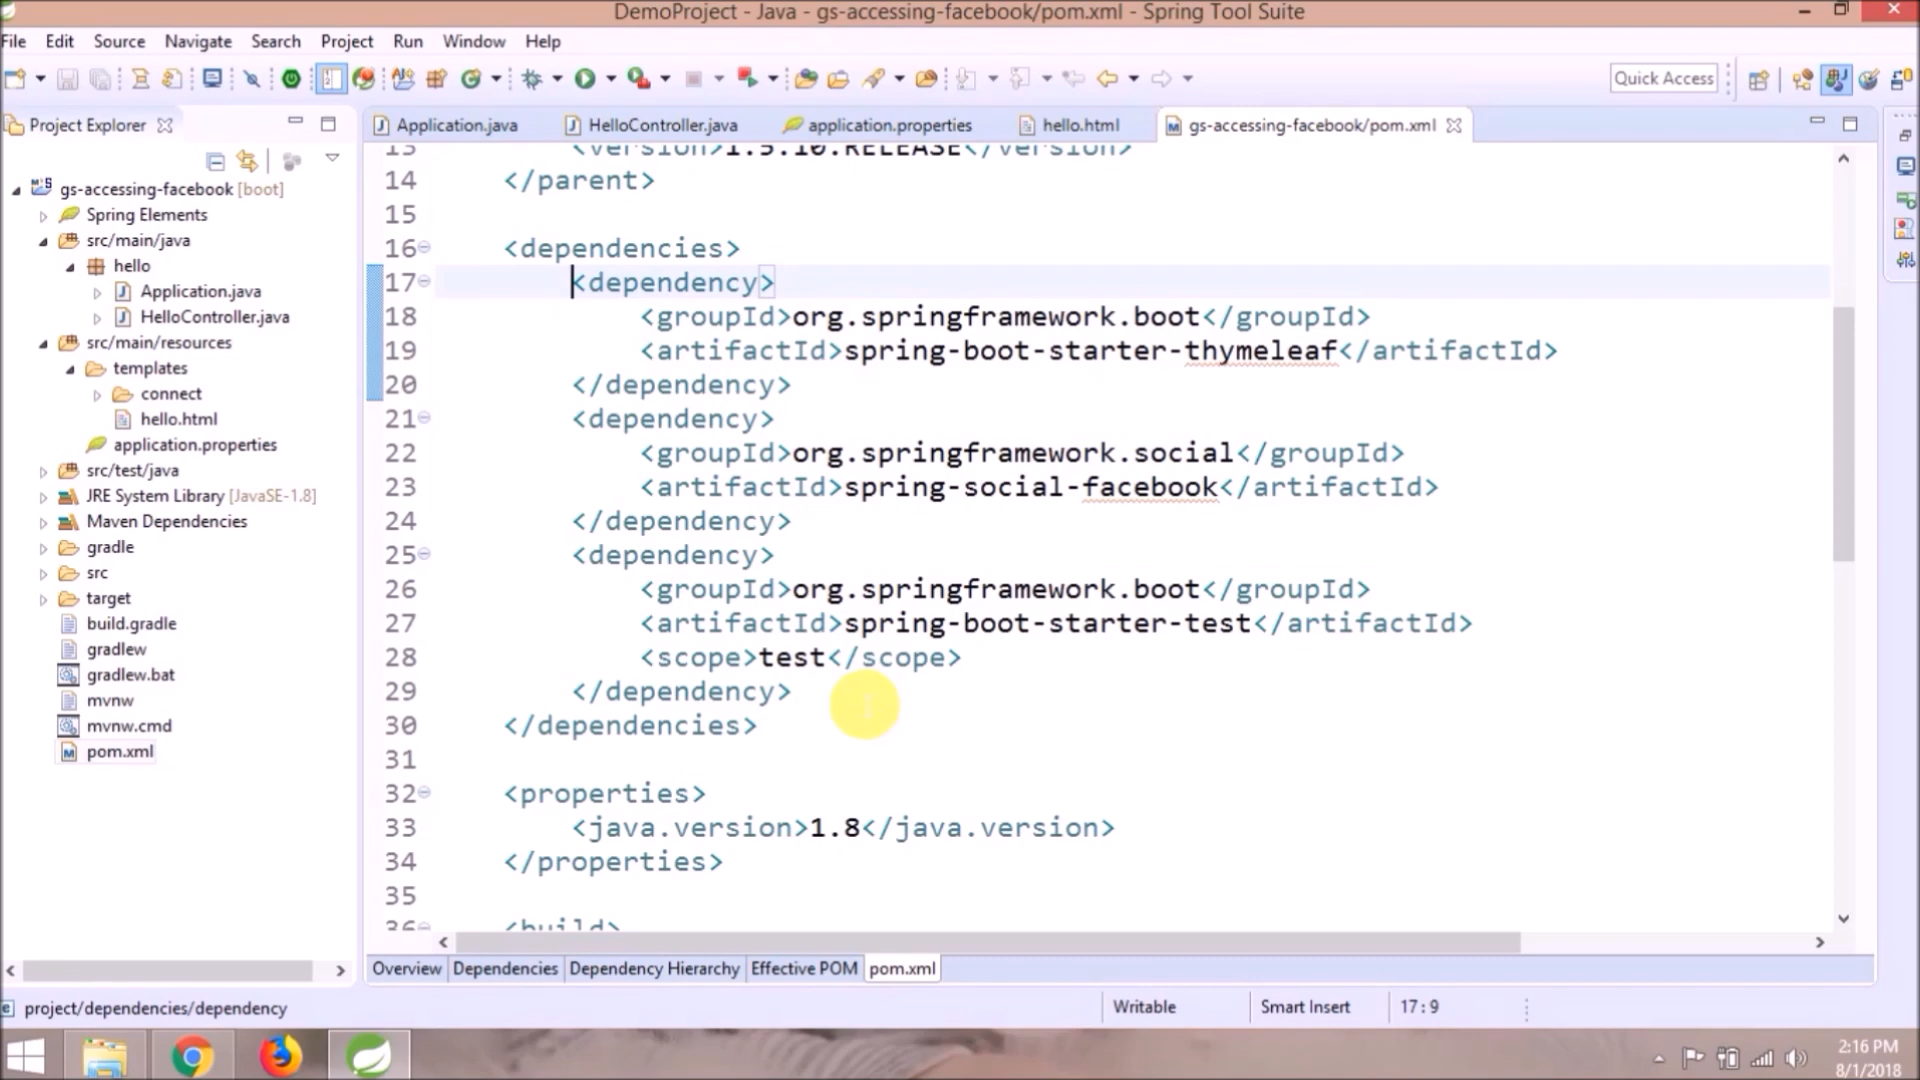 DemoProject - Java - gs-accessing-facebook/pom.xml - Spring Tool Suite
File Edit Source Navigate Search Project Run Window Help
Quick Access
Project Explorer
Application.java HelloController.java application.properties hello.html gs-accessing-facebook/pom.xml
gs-accessing-facebook [boot]
Spring Elements
src/main/java
hello
Application.java
HelloController.java
src/main/resources
templates
connect
hello.html
application.properties
src/test/java
JRE System Library [JavaSE-1.8]
Maven Dependencies
gradle
src
target
build.gradle
gradlew
gradlew.bat
mvnw
mvnw.cmd
pom.xml
13 <version>1.5.10.RELEASE</version>
14 </parent>
15
16 <dependencies>
17 <dependency>
18 <groupId>org.springframework.boot</groupId>
19 <artifactId>spring-boot-starter-thymeleaf</artifactId>
20 </dependency>
21 <dependency>
22 <groupId>org.springframework.social</groupId>
23 <artifactId>spring-social-facebook</artifactId>
24 </dependency>
25 <dependency>
26 <groupId>org.springframework.boot</groupId>
27 <artifactId>spring-boot-starter-test</artifactId>
28 <scope>test</scope>
29 </dependency>
30 </dependencies>
31
32 <properties>
33 <java.version>1.8</java.version>
34 </properties>
35
36 <build>
Overview Dependencies Dependency Hierarchy Effective POM pom.xml
project/dependencies/dependency Writable Smart Insert 17 : 9
2:16 PM
8/1/2018